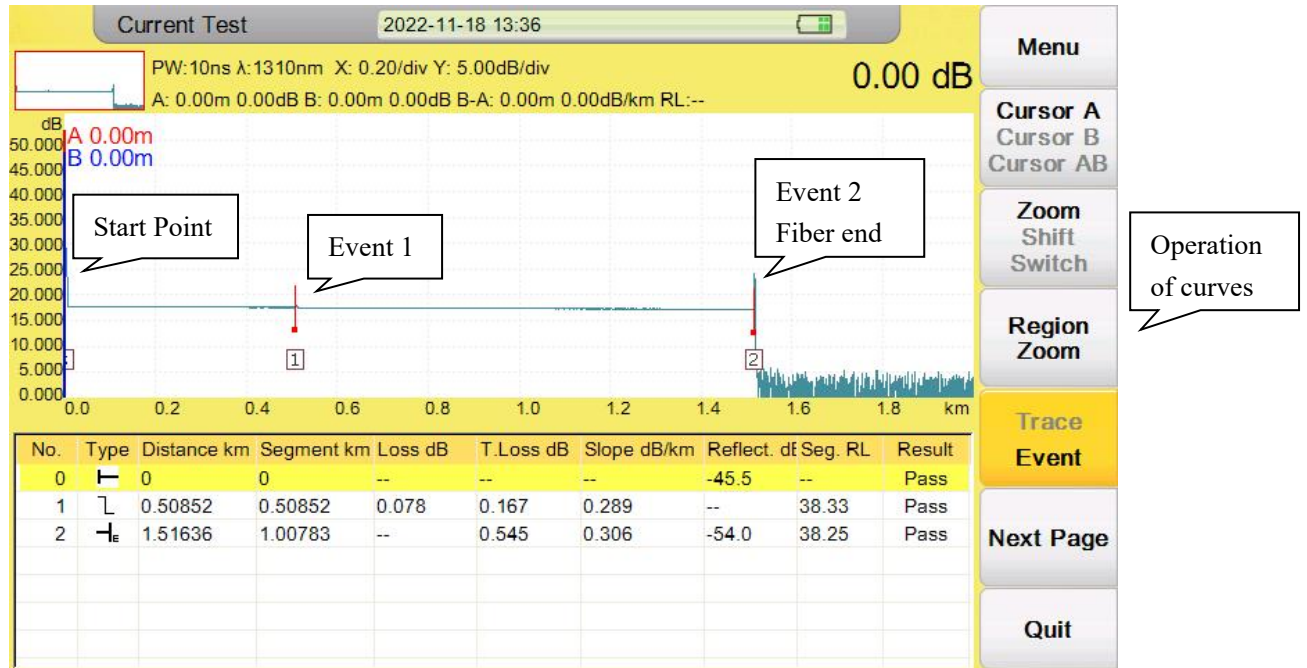 Current Test
2022-11-18 13:36
PW:10ns λ:1310nm X: 0.20/div Y: 5.00dB/div
A: 0.00m 0.00dB B: 0.00m 0.00dB B-A: 0.00m 0.00dB/km RL:--
0.00 dB
dB
A 0.00m
B 0.00m
50.000
45.000
40.000
35.000
30.000
25.000
20.000
15.000
10.000
5.000
0.000
Start Point
Event 1
Event 2
Fiber end
1
2
0.0 0.2 0.4 0.6 0.8 1.0 1.2 1.4 1.6 1.8 km
No. Type Distance km Segment km Loss dB T.Loss dB Slope dB/km Reflect. dE Seg. RL Result
0 0 0 -- -- -- -45.5 -- Pass
1 0.50852 0.50852 0.078 0.167 0.289 -- 38.33 Pass
2 E 1.51636 1.00783 -- 0.545 0.306 -54.0 38.25 Pass
Menu
Cursor A
Cursor B
Cursor AB
Zoom
Shift
Switch
Region
Zoom
Trace
Event
Next Page
Quit
Operation
of curves